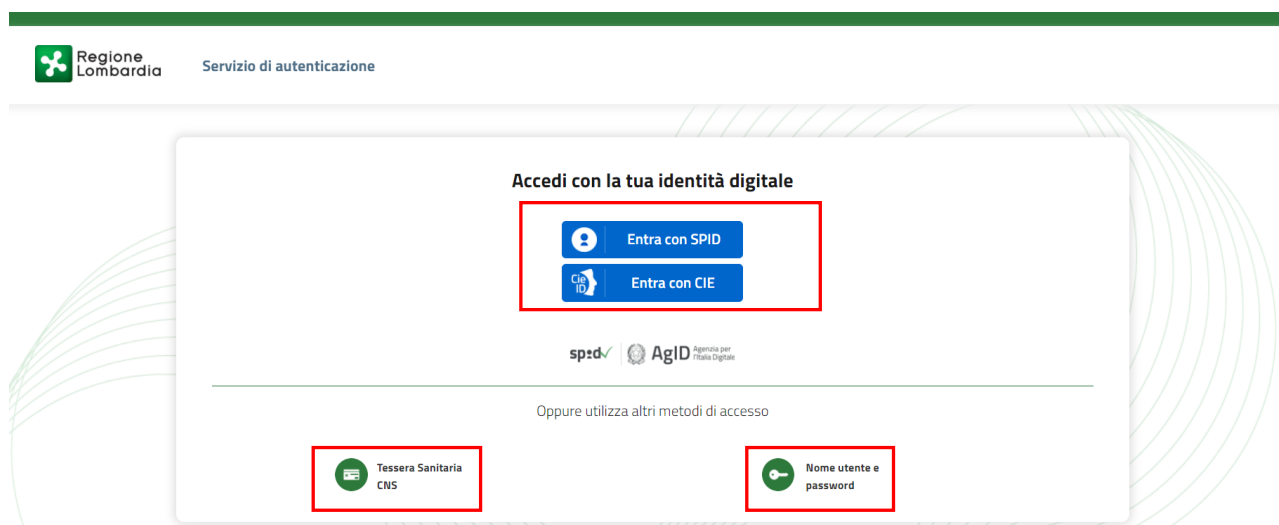 Regione
Lombardia
Servizio di autenticazione
Accedi con la tua identità digitale
Entra con SPID
Cie
ID
Entra con CIE
sp:d
AgID
Agenzia per
l'Italia Digitale
Oppure utilizza altri metodi di accesso
Tessera Sanitaria
CNS
Nome utente e
password